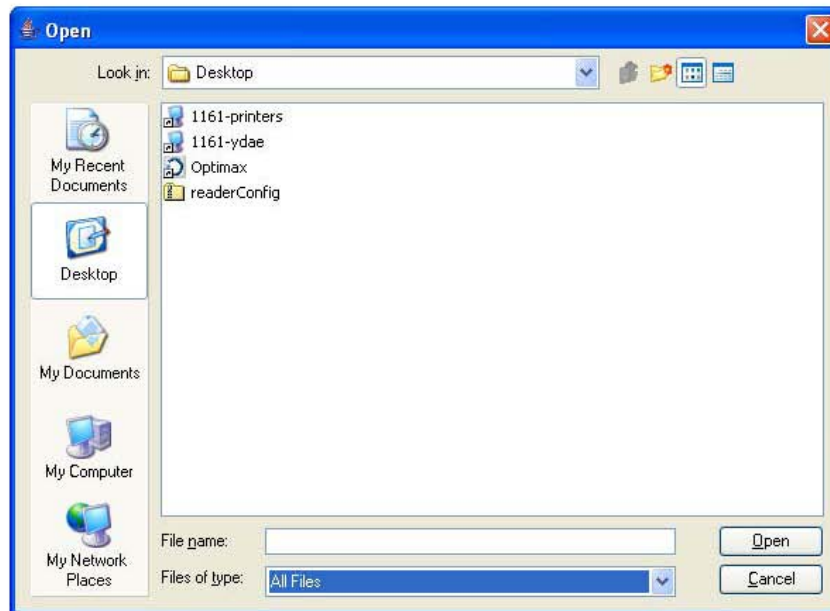 Open
Look in: Desktop
1161-printers
1161-ydae
Optimax
readerConfig
My Recent
Documents
Desktop
My Documents
My Computer
My Network
Places
File name:
Open
Files of type: All Files
Cancel